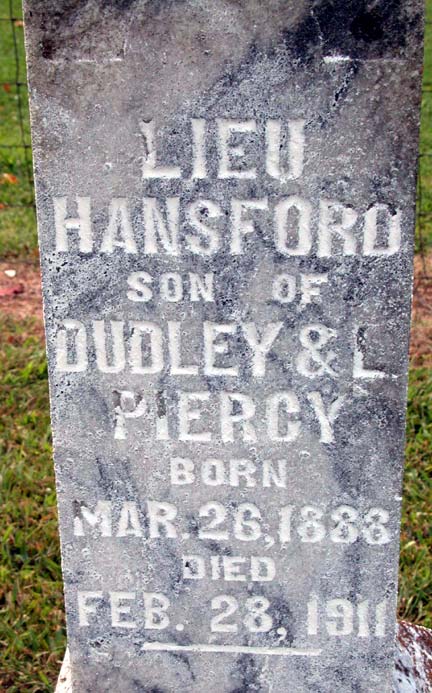 LIEU
HANSFORD
SON OF
DUDLEY & L
PIERCY
BORN
MAR. 26, 1888
DIED
FEB. 28, 1911